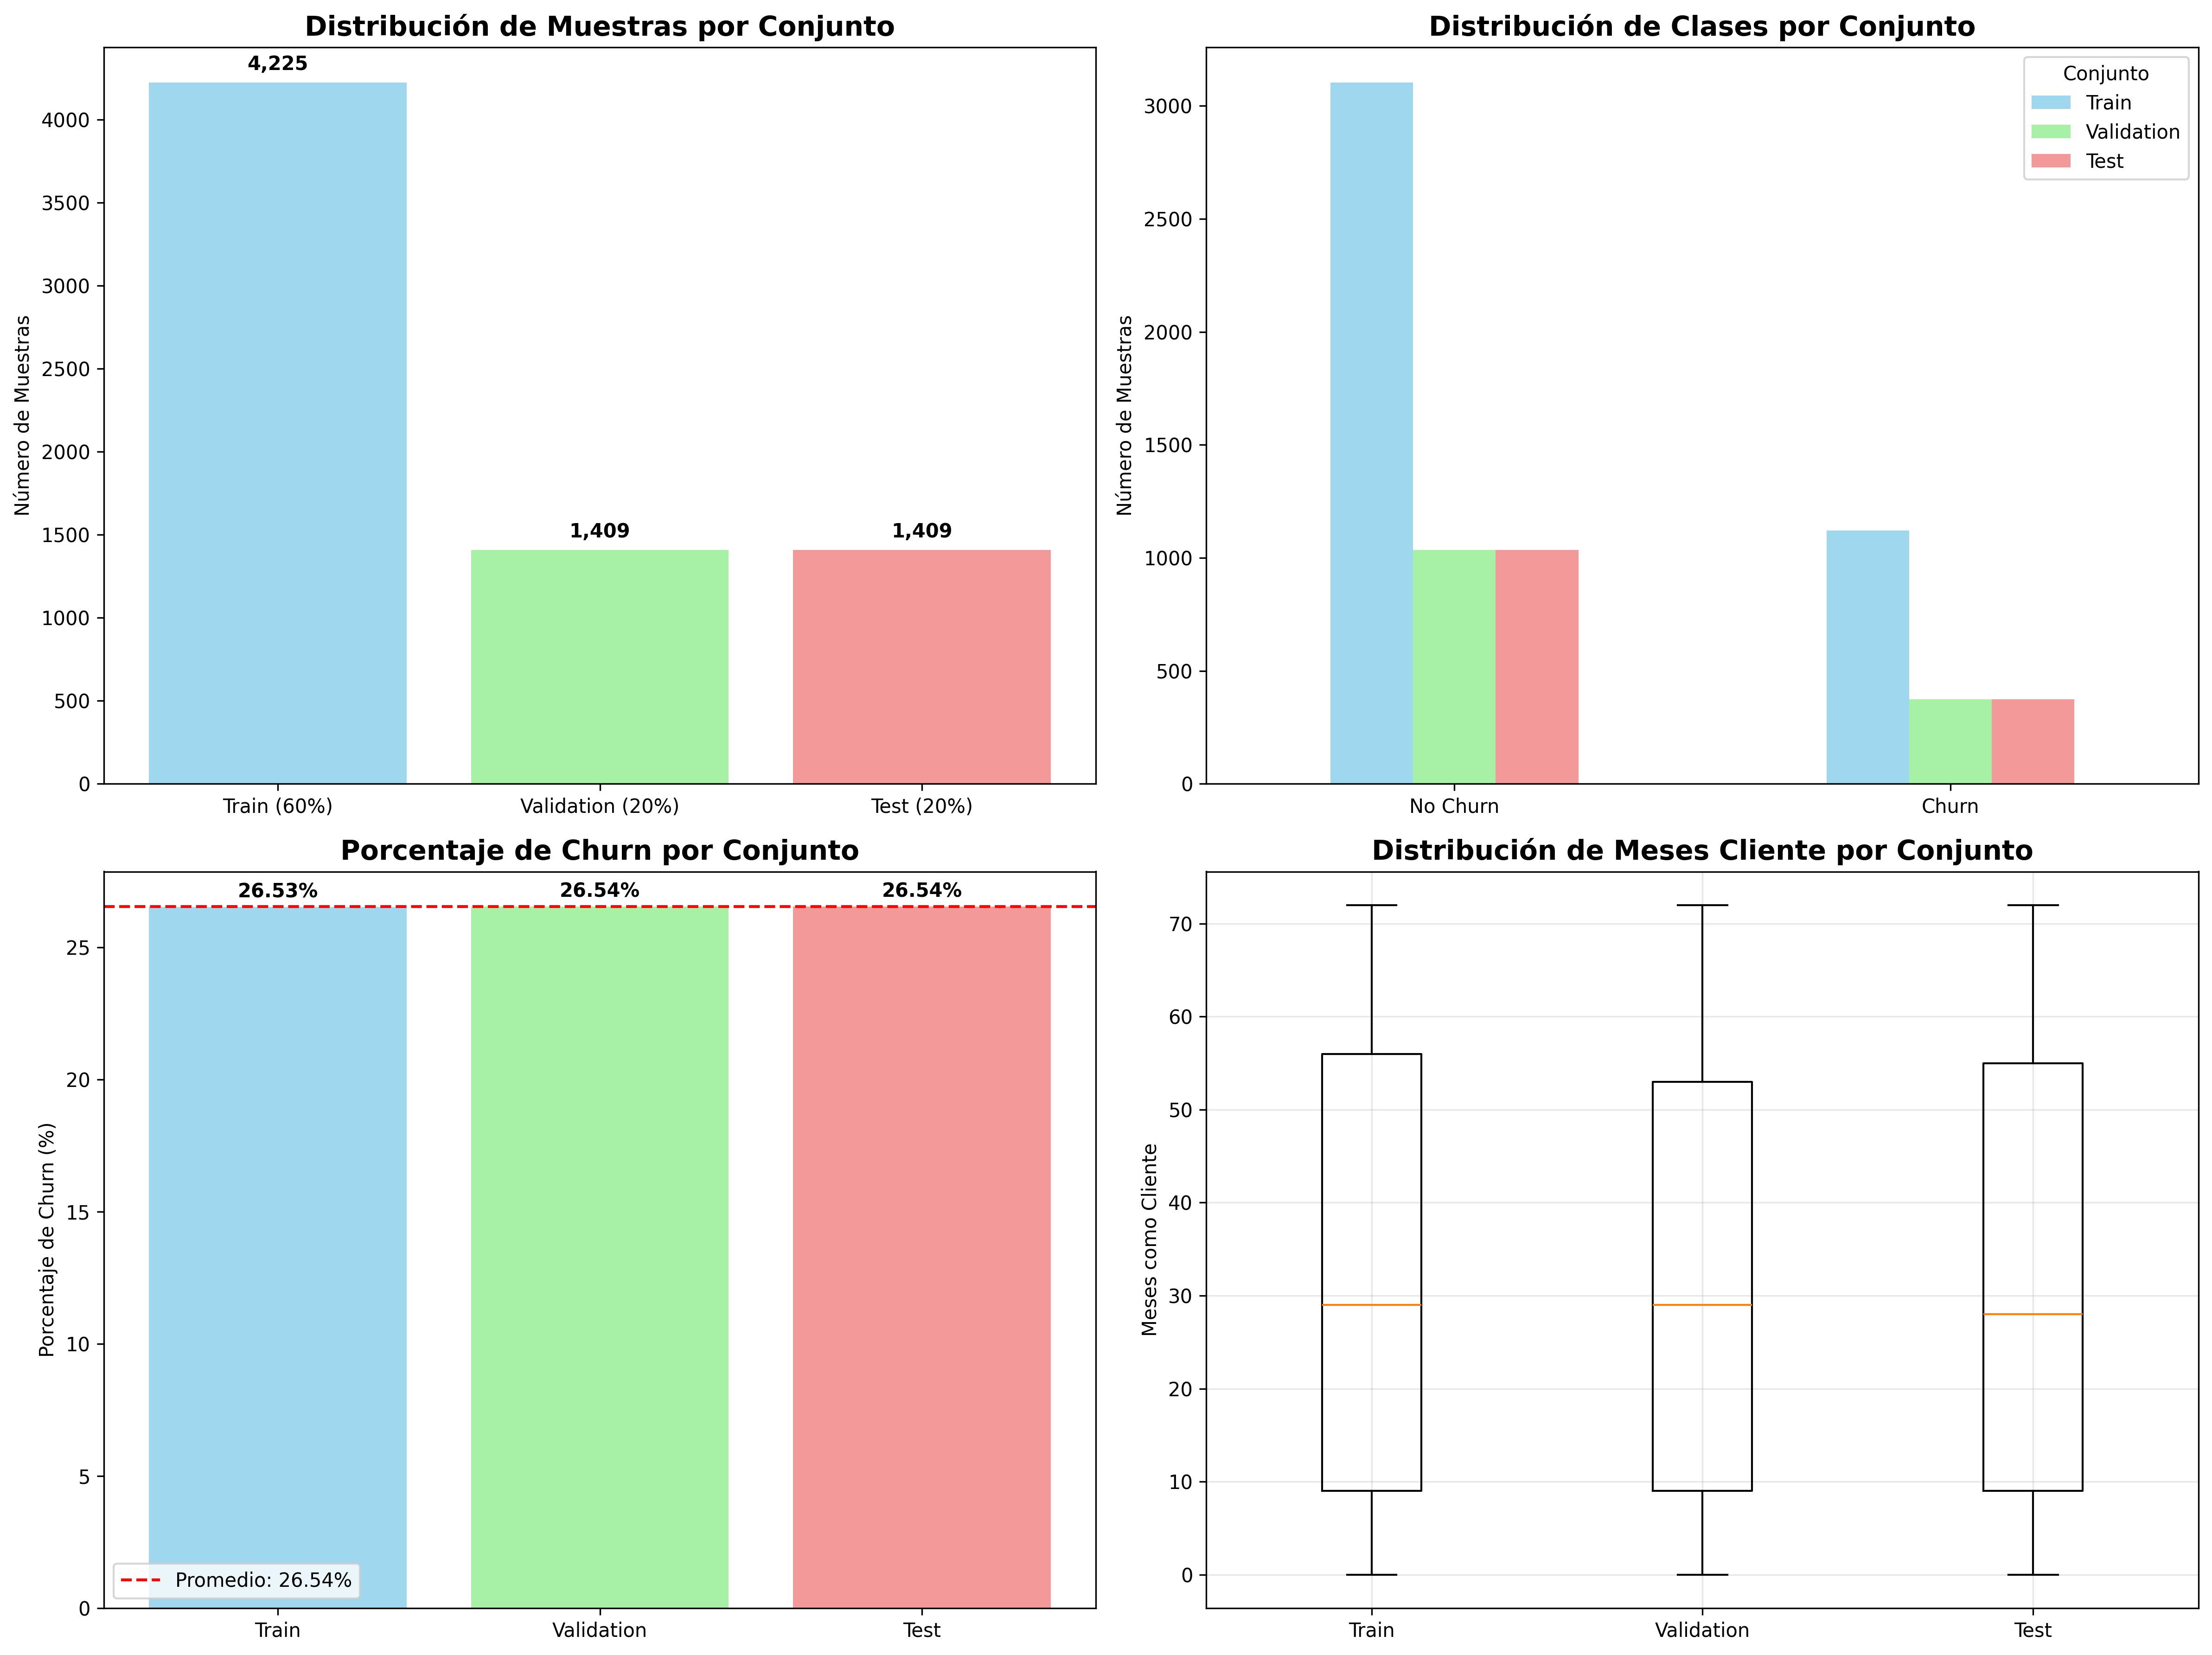 Distribución de Muestras por Conjunto
Número de Muestras
4000
3500
3000
2500
2000
1500
1000
500
0
4,225
1,409
1,409
Train (60%)
Validation (20%)
Test (20%)
Distribución de Clases por Conjunto
Número de Muestras
3000
2500
2000
1500
1000
500
0
Conjunto
Train
Validation
Test
No Churn
Churn
Porcentaje de Churn por Conjunto
Porcentaje de Churn (%)
25
20
15
10
5
0
26.53%
26.54%
26.54%
Promedio: 26.54%
Train
Validation
Test
Distribución de Meses Cliente por Conjunto
Meses como Cliente
70
60
50
40
30
20
10
0
Train
Validation
Test